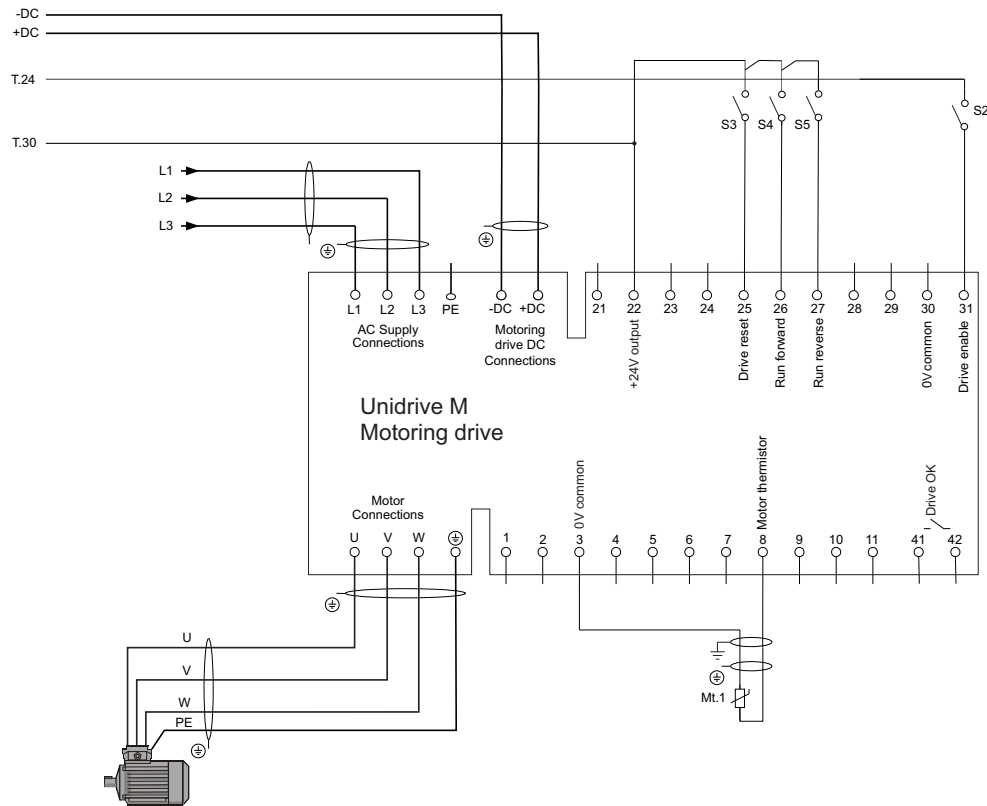 -DC
+DC
T.24
T.30
S3
S4
S5
S2
L1
L2
L3
L1
L2
L3
PE
-DC
+DC
21
22
23
24
25
26
27
28
29
30
31
AC Supply
Connections
Motoring
drive DC
Connections
+24V output
Drive reset
Run forward
Run reverse
0V common
Drive enable
Unidrive M
Motoring drive
Motor
Connections
U
V
W
0V common
Motor thermistor
Drive OK
1
2
3
4
5
6
7
8
9
10
11
41
42
U
V
W
PE
Mt.1